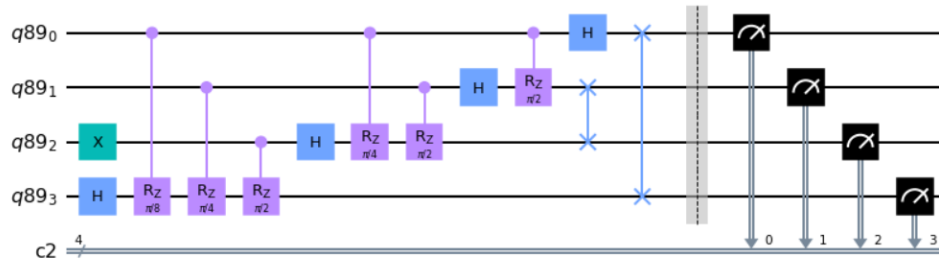 q89₀ H
q89₁ H R_Z π/2
q89₂ X H R_Z π/4 R_Z π/2
q89₃ H R_Z π/8 R_Z π/4 R_Z π/2
c2 4 0 1 2 3